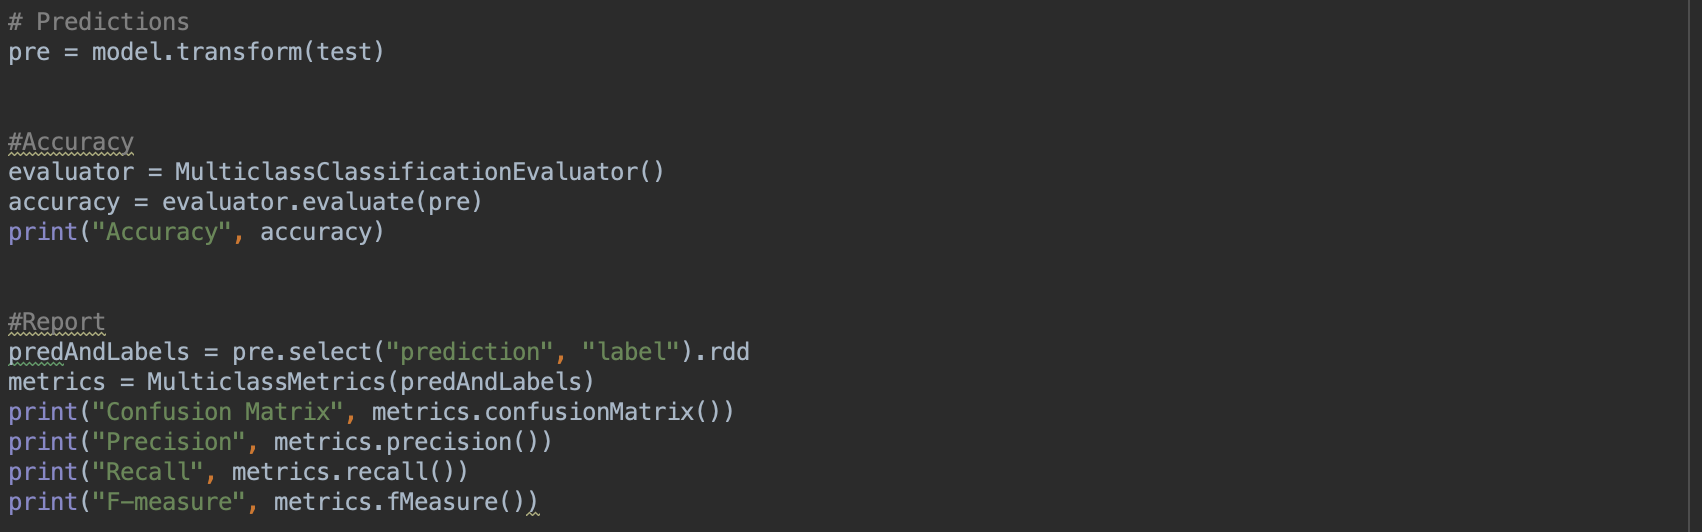 # Predictions
pre = model.transform(test)
#Accuracy
evaluator = MulticlassClassificationEvaluator()
accuracy = evaluator.evaluate(pre)
print("Accuracy", accuracy)
#Report
predAndLabels = pre.select("prediction", "label").rdd
metrics = MulticlassMetrics(predAndLabels)
print("Confusion Matrix", metrics.confusionMatrix())
print("Precision", metrics.precision())
print("Recall", metrics.recall())
print("F-measure", metrics.fMeasure())